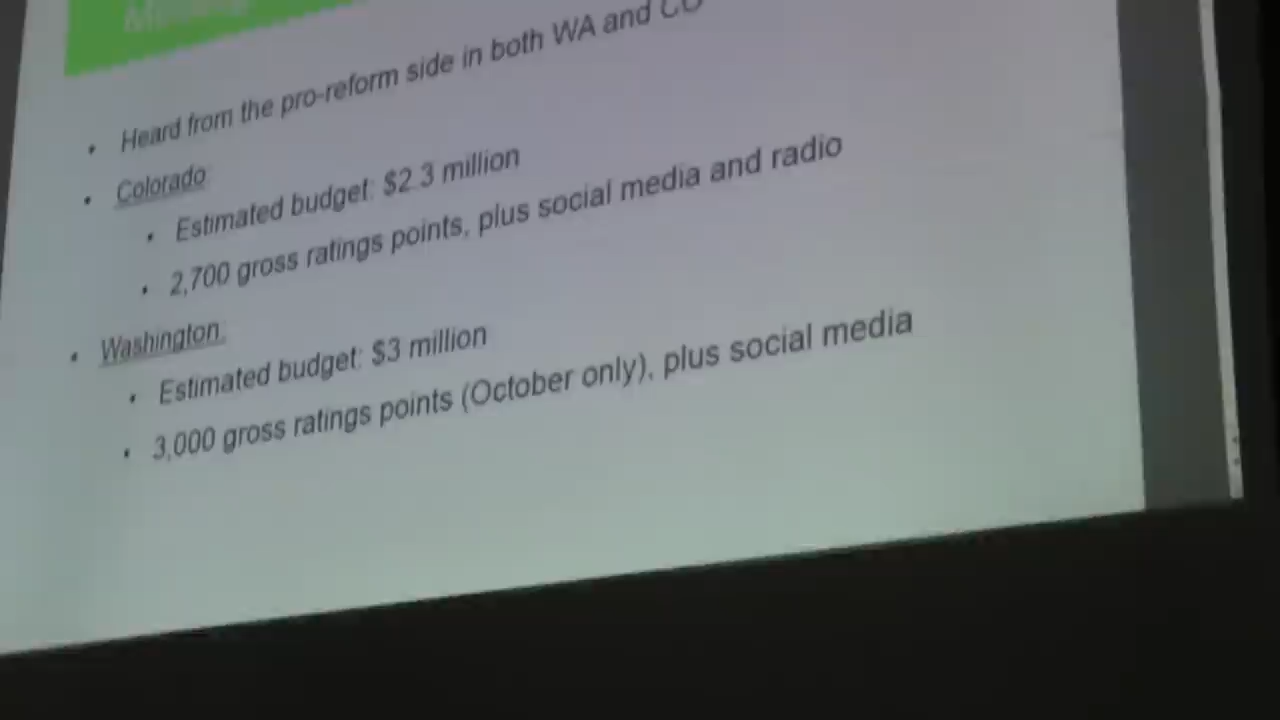 Heard from the pro-reform side in both WA and CO
Colorado
Estimated budget: $2.3 million
2,700 gross ratings points, plus social media and radio
Washington:
Estimated budget: $3 million
3,000 gross ratings points (October only), plus social media